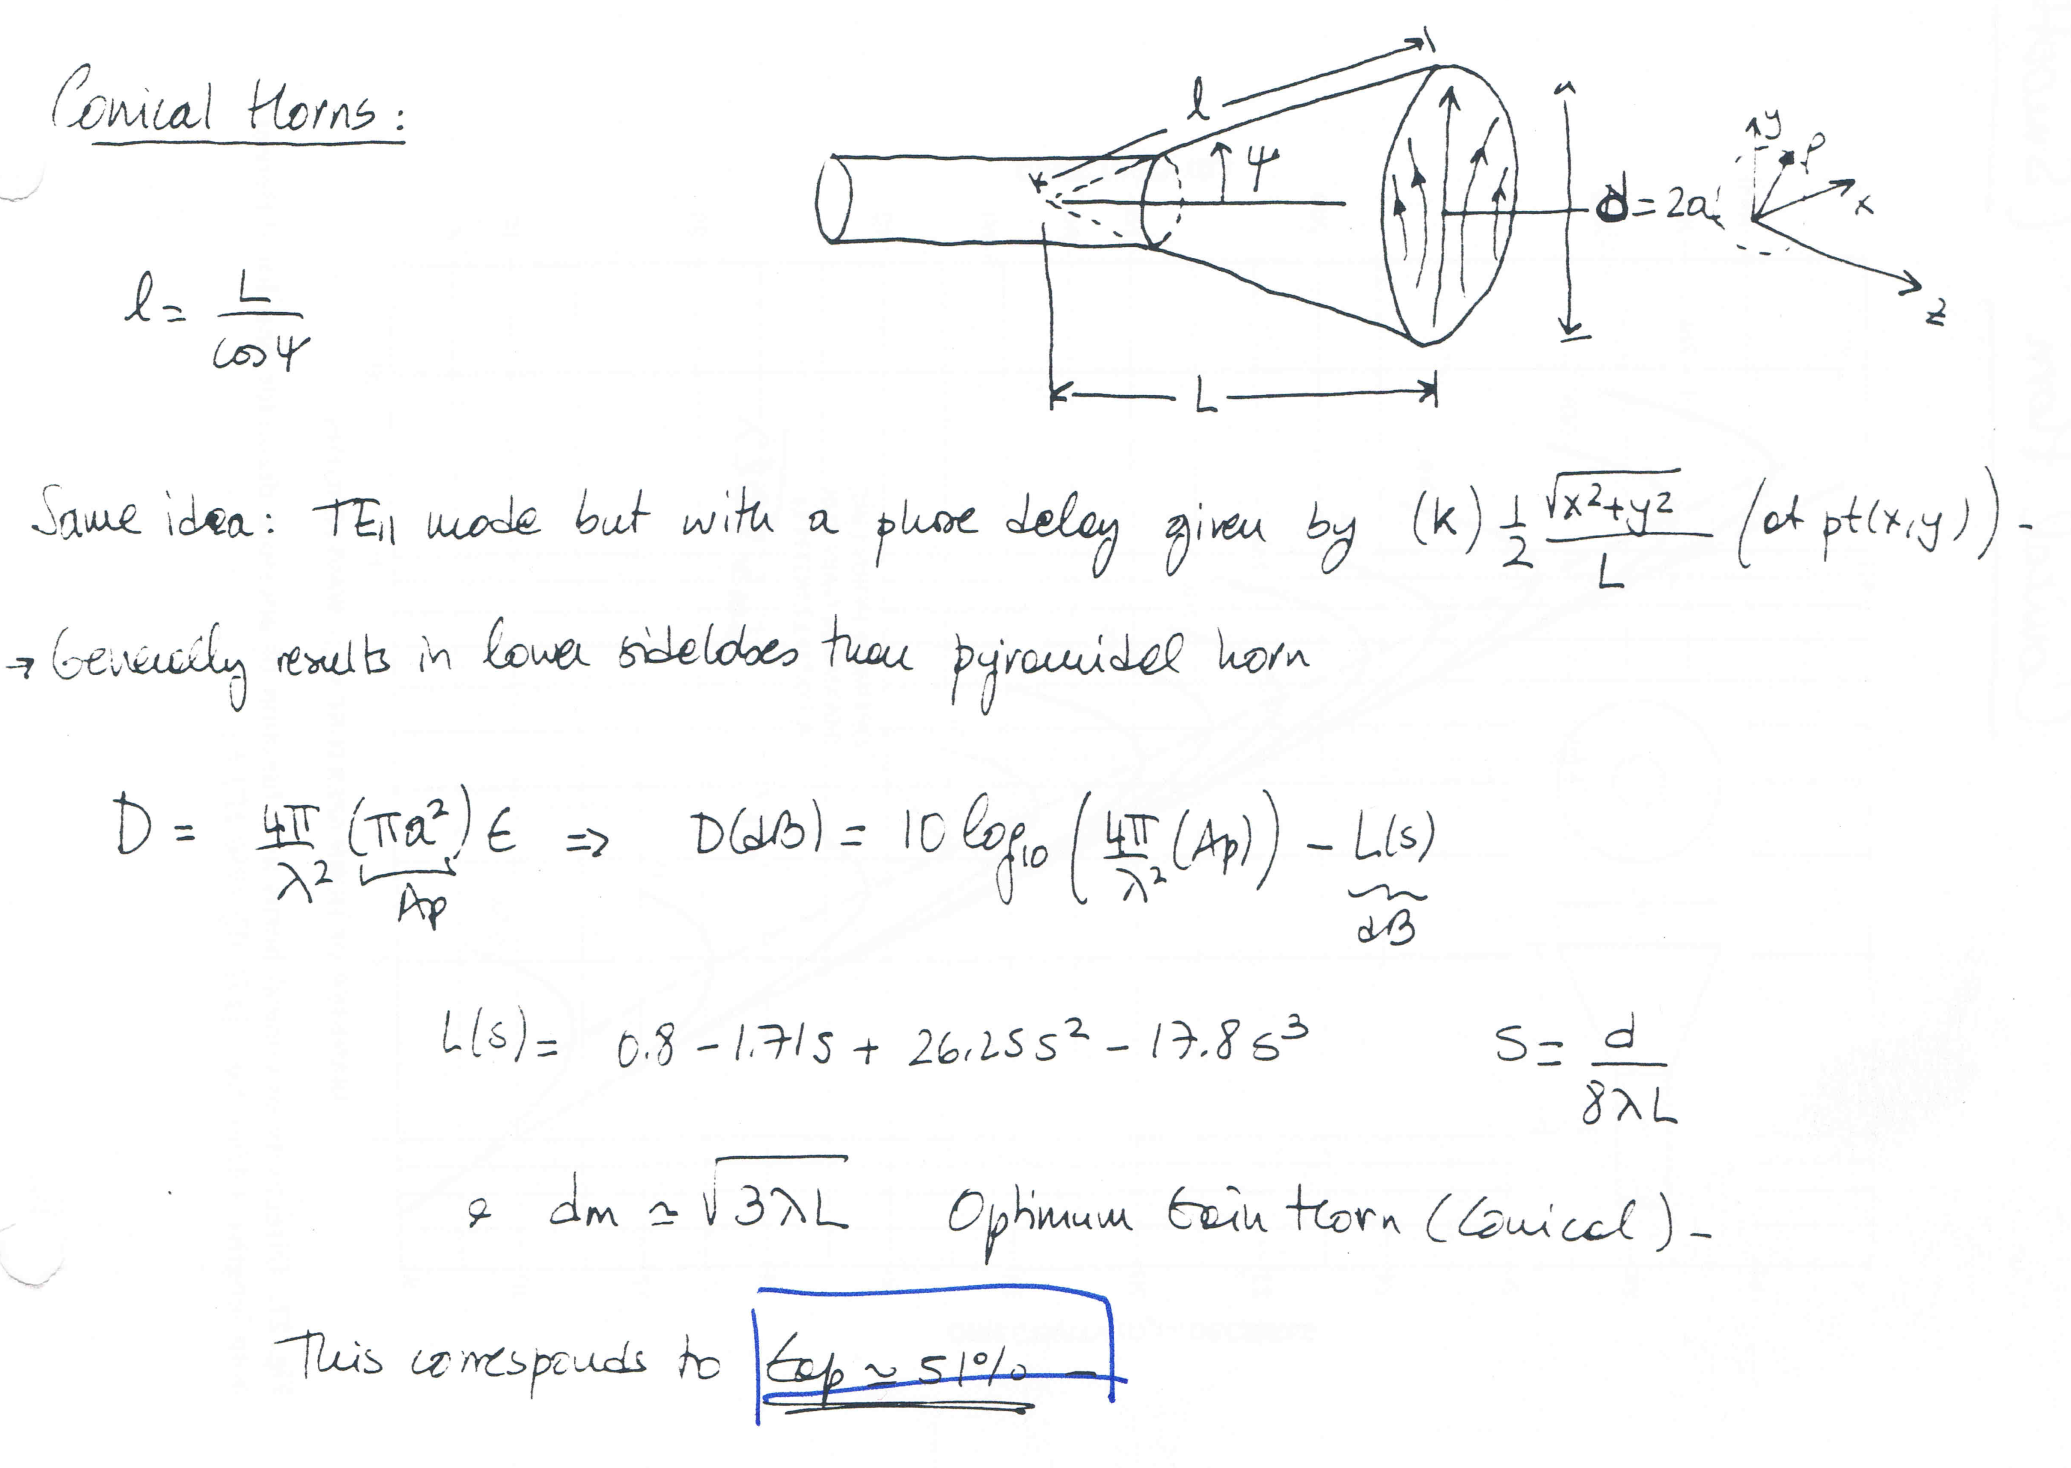 Conical Horns:
l
Ψ
d = 2a
y
ρ
x
z
L
l = L / cosΨ
Same idea: TE11 mode but with a phase delay given by (k) 1/2 √x²+y² / L (at pt(x,y)) -
→ Generally results in lower sidelobes than pyramidal horn
D = 4π/λ² (πa²) ϵ ⇒ D(dB) = 10 log10 (4π/λ² (Ap)) - L(s)
Ap
dB
L(s) = 0.8 - 1.71s + 26.25s² - 17.8s³ S = d / 8λL
& dm ≃ √3λL Optimum Gain Horn (Conical) -
This corresponds to ϵap ≃ 51% -